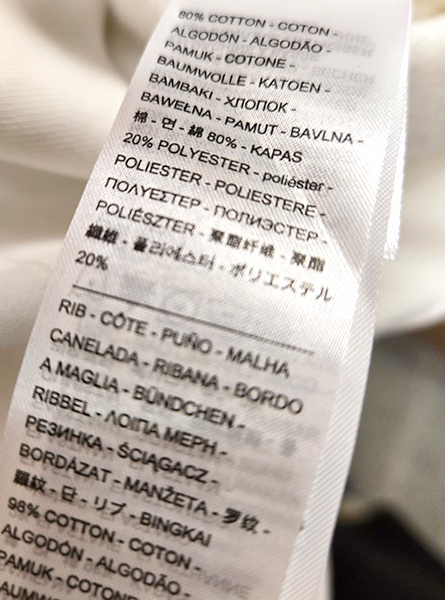 80% COTTON - COTON -
ALGODÓN - ALGODÃO -
PAMUK - COTONE -
BAUMWOLLE - KATOEN -
BAMBAKI - ХЛОПОК -
BAWEŁNA - PAMUT - BAVLNA -
棉 - 면 - 綿 80% - KAPAS
20% POLYESTER - poliéster -
POLIESTER - POLIESTERE -
ΠΟΛΥΕΣΤΕΡ - ПОЛИЭСТЕР -
POLIÉSZTER - 聚酯纤维 - 聚酯
纖維 - 폴리에스터 - ポリエステル
20%
RIB - CÔTE - PUÑO - MALHA
CANELADA - RIBANA - BORDO
A MAGLIA - BÜNDCHEN -
RIBBEL - ΛΟΙΠΑ ΜΕΡΗ -
РЕЗИНКА - ŚCIĄGACZ -
BORDÁZAT - MANŽETA - 罗纹 -
羅紋 - 단 - リブ - BINGKAI
98% COTTON - COTON -
ALGODÓN - ALGODÃO -
PAMUK - COTONE